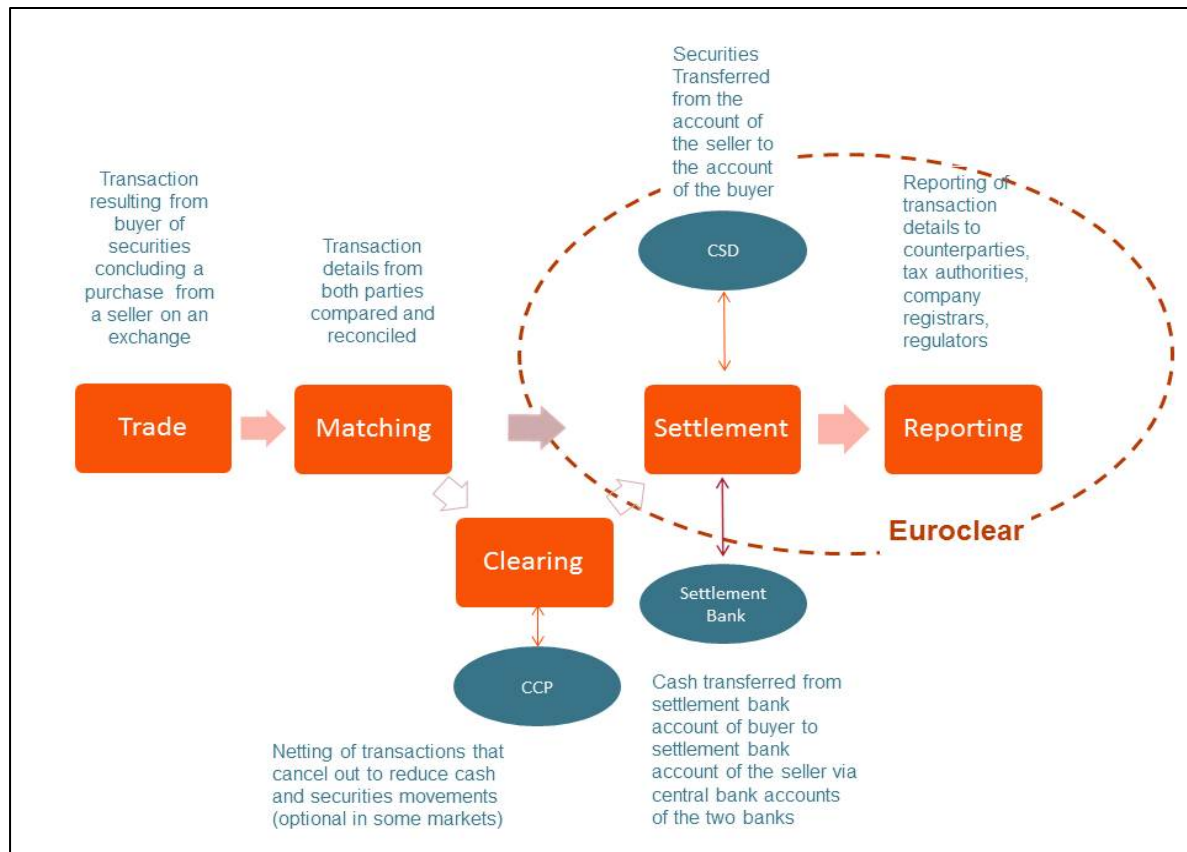 Securities
Transferred
from the
account of
the seller to
the account
of the buyer
Transaction
resulting from
buyer of
securities
concluding a
purchase from
a seller on an
exchange
Transaction
details from
both parties
compared and
reconciled
Reporting of
transaction
details to
counterparties,
tax authorities,
company
registrars,
regulators
CSD
Trade
Matching
Settlement
Reporting
Euroclear
Clearing
Settlement
Bank
CCP
Netting of transactions that
cancel out to reduce cash
and securities movements
(optional in some markets)
Cash transferred from
settlement bank
account of buyer to
settlement bank
account of the seller via
central bank accounts
of the two banks